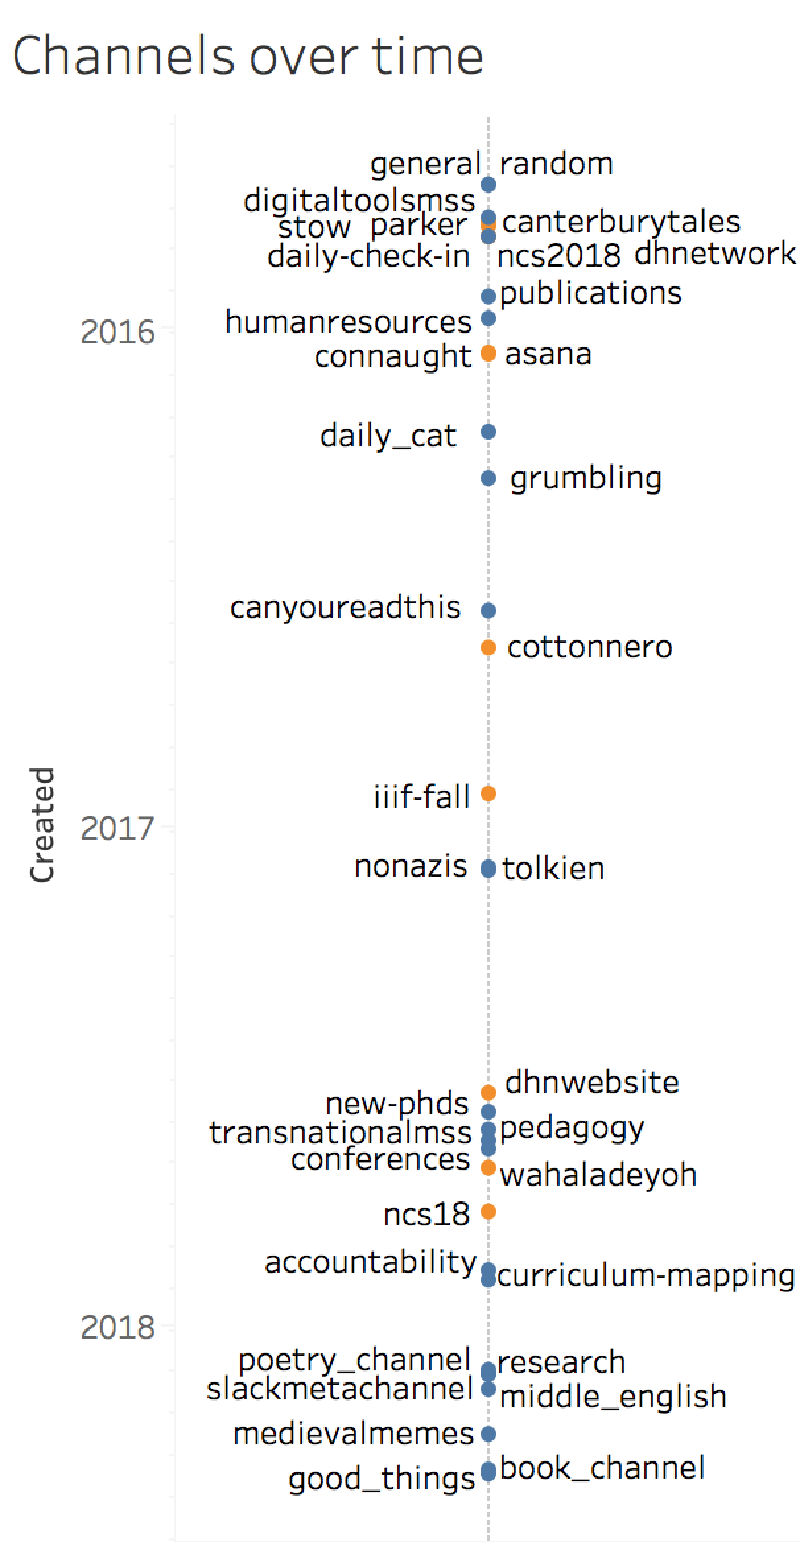 Channels over time
general random
digitaltoolsmss
stow parker canterburytales
daily-check-in ncs2018 dhnetwork
publications
2016 humanresources
connaught asana
daily_cat
grumbling
canyoureadthis
cottonnero
iiif-fall
Created
2017
nonazis tolkien
dhnwebsite
new-phds
transnationalmss pedagogy
conferences
wahaladeyoh
ncs18
accountability
curriculum-mapping
2018
poetry_channel research
slackmetachannel middle_english
medievalmemes
good_things book_channel